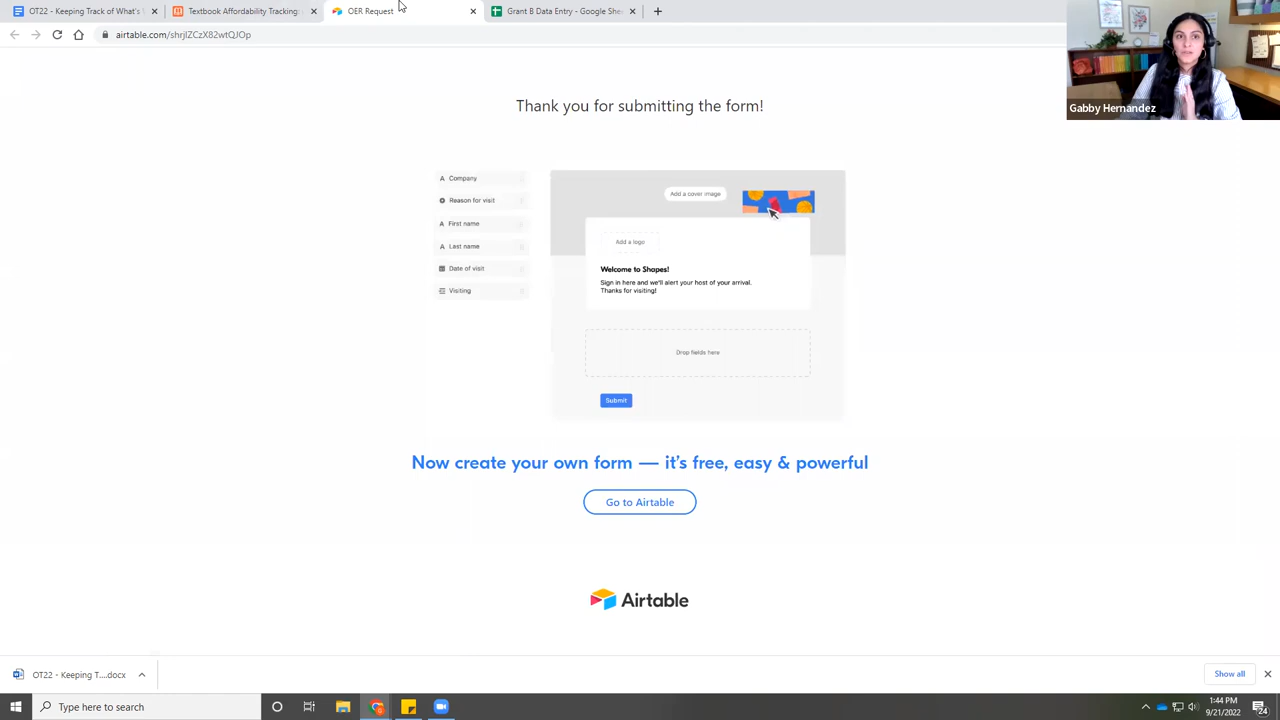 OT22 - Keeping Track of What's
Textbook Affordability Tracking:
OER Request
Grant B Data Entry - Google She
airtable.com/shrjlZCzX82wtQJOp
Gabby Hernandez
Thank you for submitting the form!
Company
Reason for visit
First name
Last name
Date of visit
Visiting
Add a cover image
Add a logo
Welcome to Shapes!
Sign in here and we'll alert your host of your arrival.
Thanks for visiting!
Drop fields here
Submit
Now create your own form — it's free, easy & powerful
Go to Airtable
Airtable
OT22 - Keeping T....docx
Show all
Type here to search
1:44 PM
9/21/2022
24